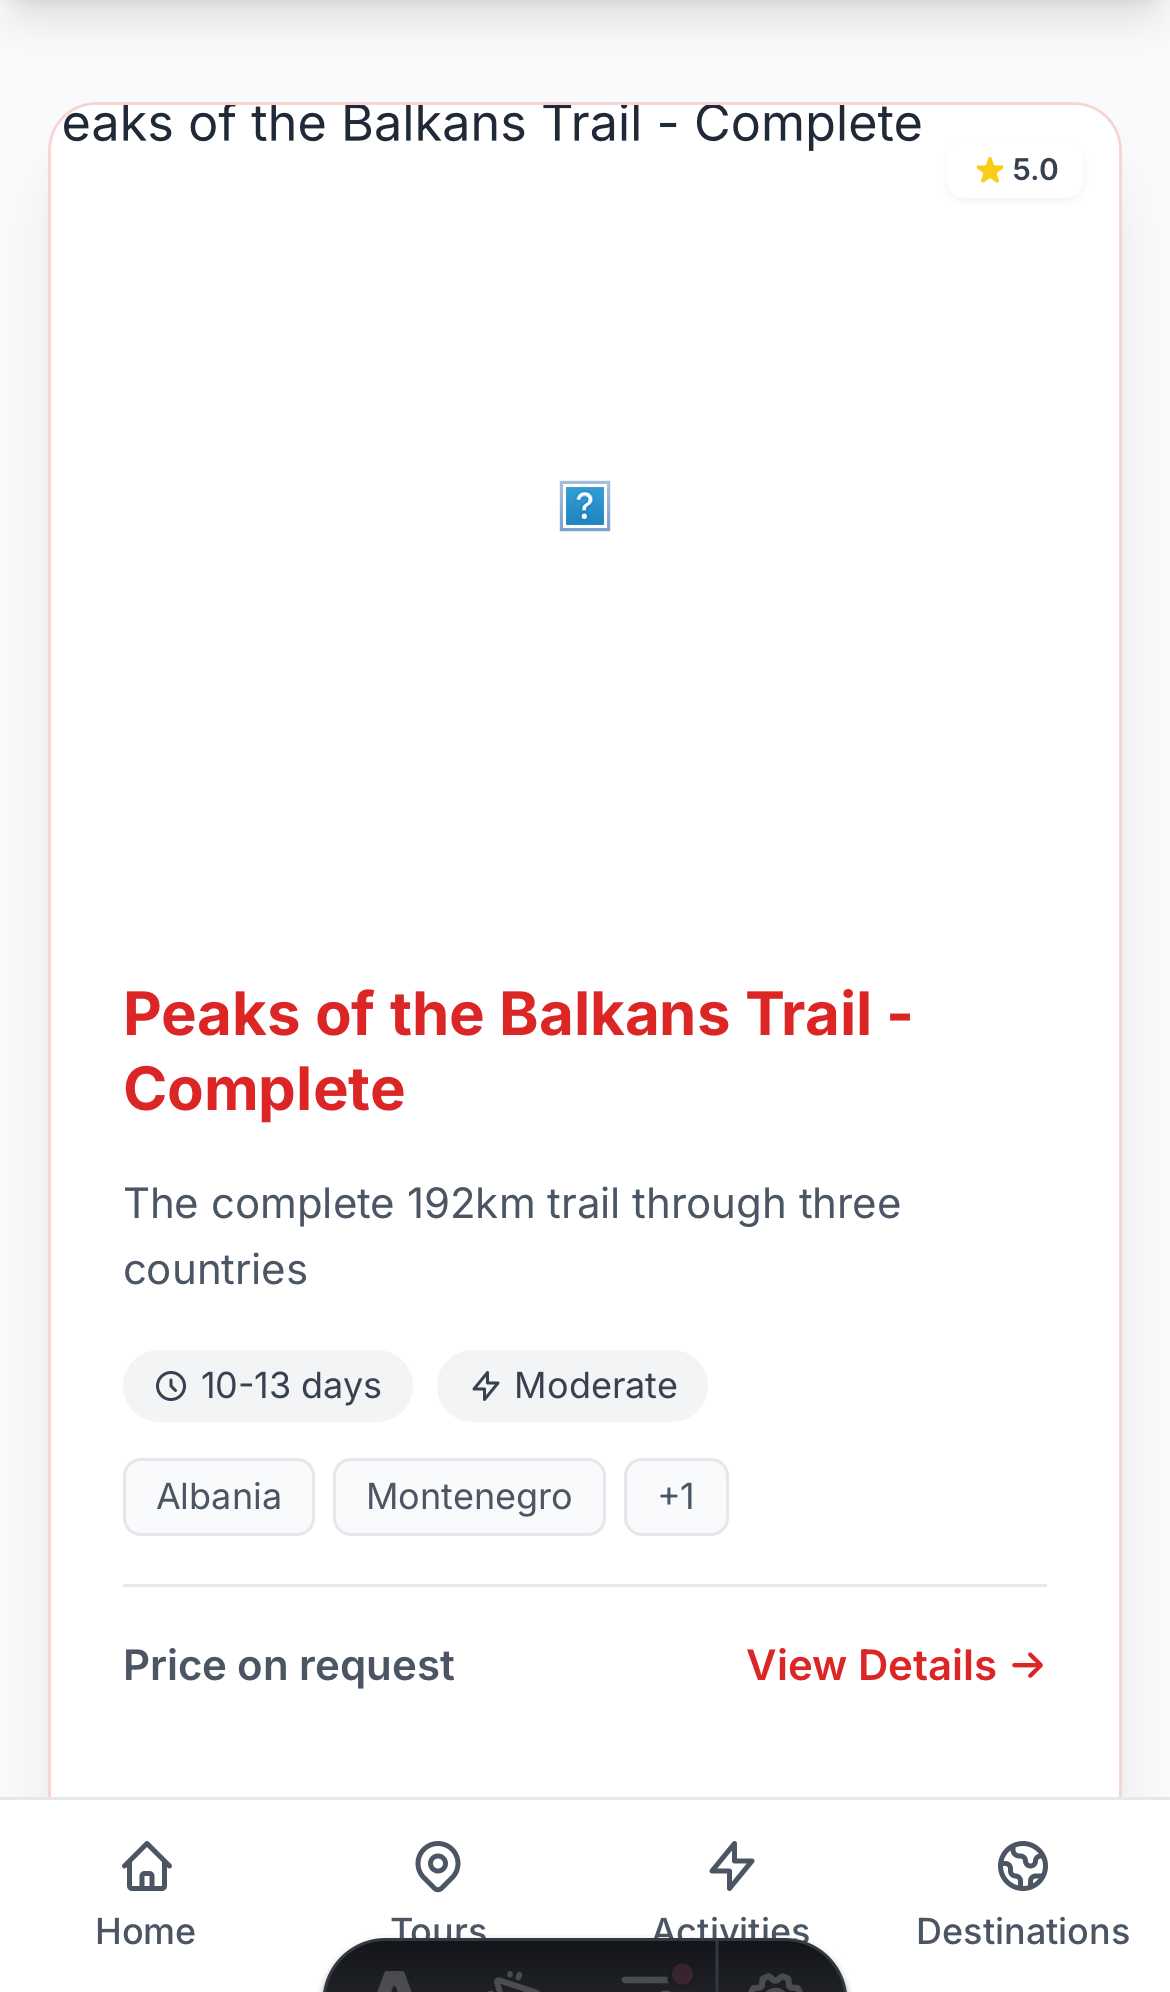 eaks of the Balkans Trail - Complete
5.0
?
Peaks of the Balkans Trail -
Complete
The complete 192km trail through three
countries
10-13 days
Moderate
Albania
Montenegro
+1
Price on request
View Details →
Home
Tours
Activities
Destinations